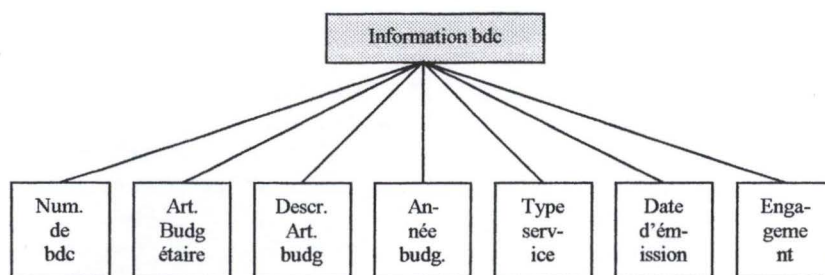 Information bdc
Num.
de
bdc
Art.
Budg
étaire
Descr.
Art.
budg
An-
née
budg.
Type
serv-
ice
Date
d'ém-
ission
Enga-
geme
nt